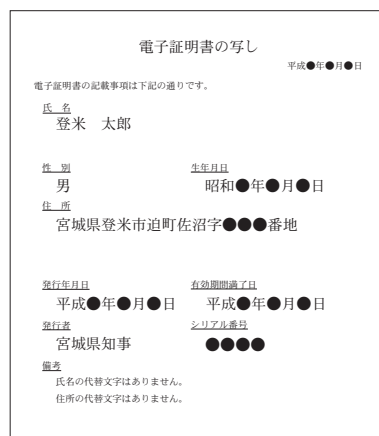 電子証明書の写し
平成●年●月●日
電子証明書の記載事項は下記の通りです。
氏 名
登米　太郎
性 別 生年月日
男 昭和●年●月●日
住 所
宮城県登米市迫町佐沼字●●●番地
発行年月日 有効期間満了日
平成●年●月●日 平成●年●月●日
発行者 シリアル番号
宮城県知事 ●●●●
備考
氏名の代替文字はありません。
住所の代替文字はありません。